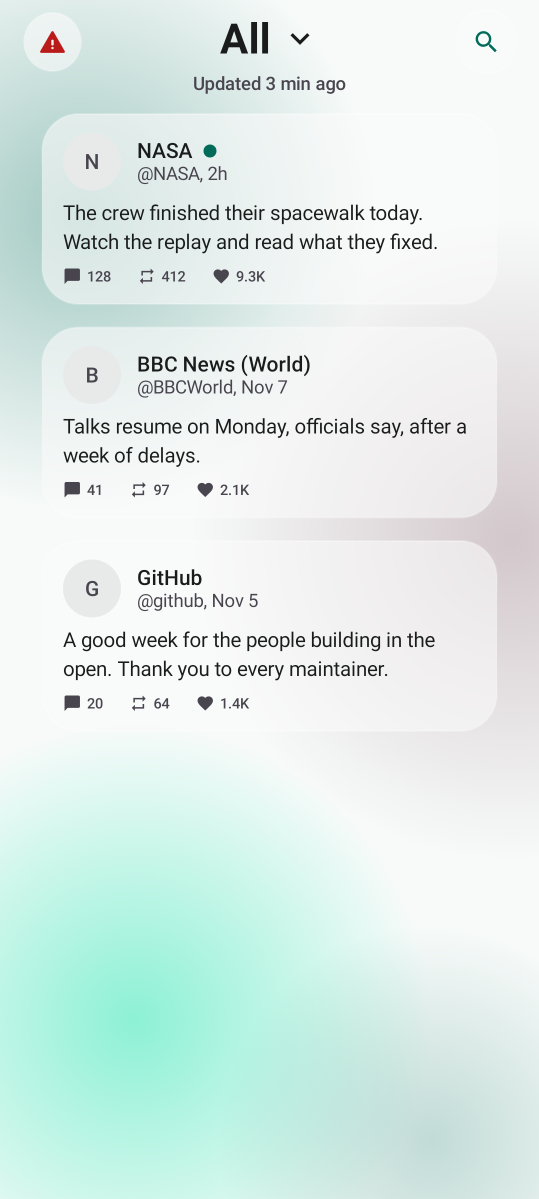 All
Updated 3 min ago
N
NASA
@NASA, 2h
The crew finished their spacewalk today.
Watch the replay and read what they fixed.
128 412 9.3K
B
BBC News (World)
@BBCWorld, Nov 7
Talks resume on Monday, officials say, after a
week of delays.
41 97 2.1K
G
GitHub
@github, Nov 5
A good week for the people building in the
open. Thank you to every maintainer.
20 64 1.4K